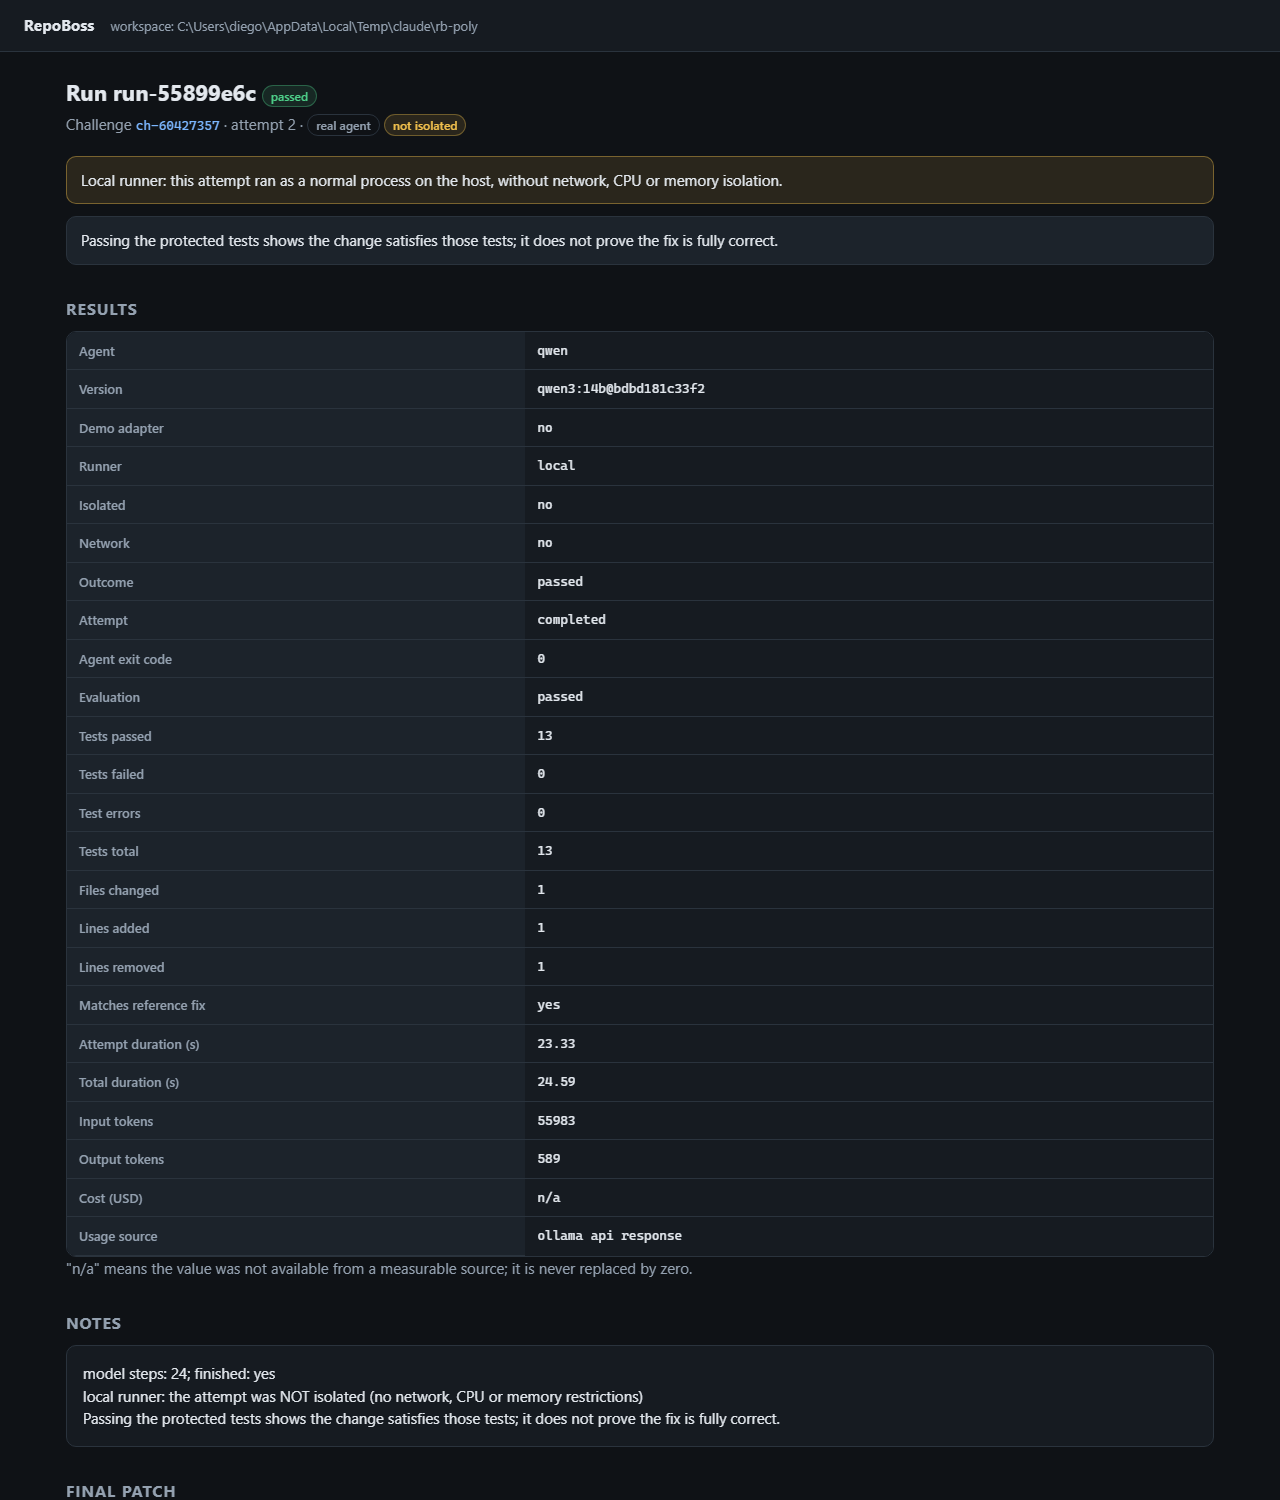 RepoBoss workspace: C:\Users\diego\AppData\Local\Temp\claude\rb-poly
Run run-55899e6c passed
Challenge ch-60427357 · attempt 2 · real agent not isolated
Local runner: this attempt ran as a normal process on the host, without network, CPU or memory isolation.
Passing the protected tests shows the change satisfies those tests; it does not prove the fix is fully correct.
RESULTS
Agent qwen
Version qwen3:14b@bdbd181c33f2
Demo adapter no
Runner local
Isolated no
Network no
Outcome passed
Attempt completed
Agent exit code 0
Evaluation passed
Tests passed 13
Tests failed 0
Test errors 0
Tests total 13
Files changed 1
Lines added 1
Lines removed 1
Matches reference fix yes
Attempt duration (s) 23.33
Total duration (s) 24.59
Input tokens 55983
Output tokens 589
Cost (USD) n/a
Usage source ollama api response
"n/a" means the value was not available from a measurable source; it is never replaced by zero.
NOTES
model steps: 24; finished: yes
local runner: the attempt was NOT isolated (no network, CPU or memory restrictions)
Passing the protected tests shows the change satisfies those tests; it does not prove the fix is fully correct.
FINAL PATCH